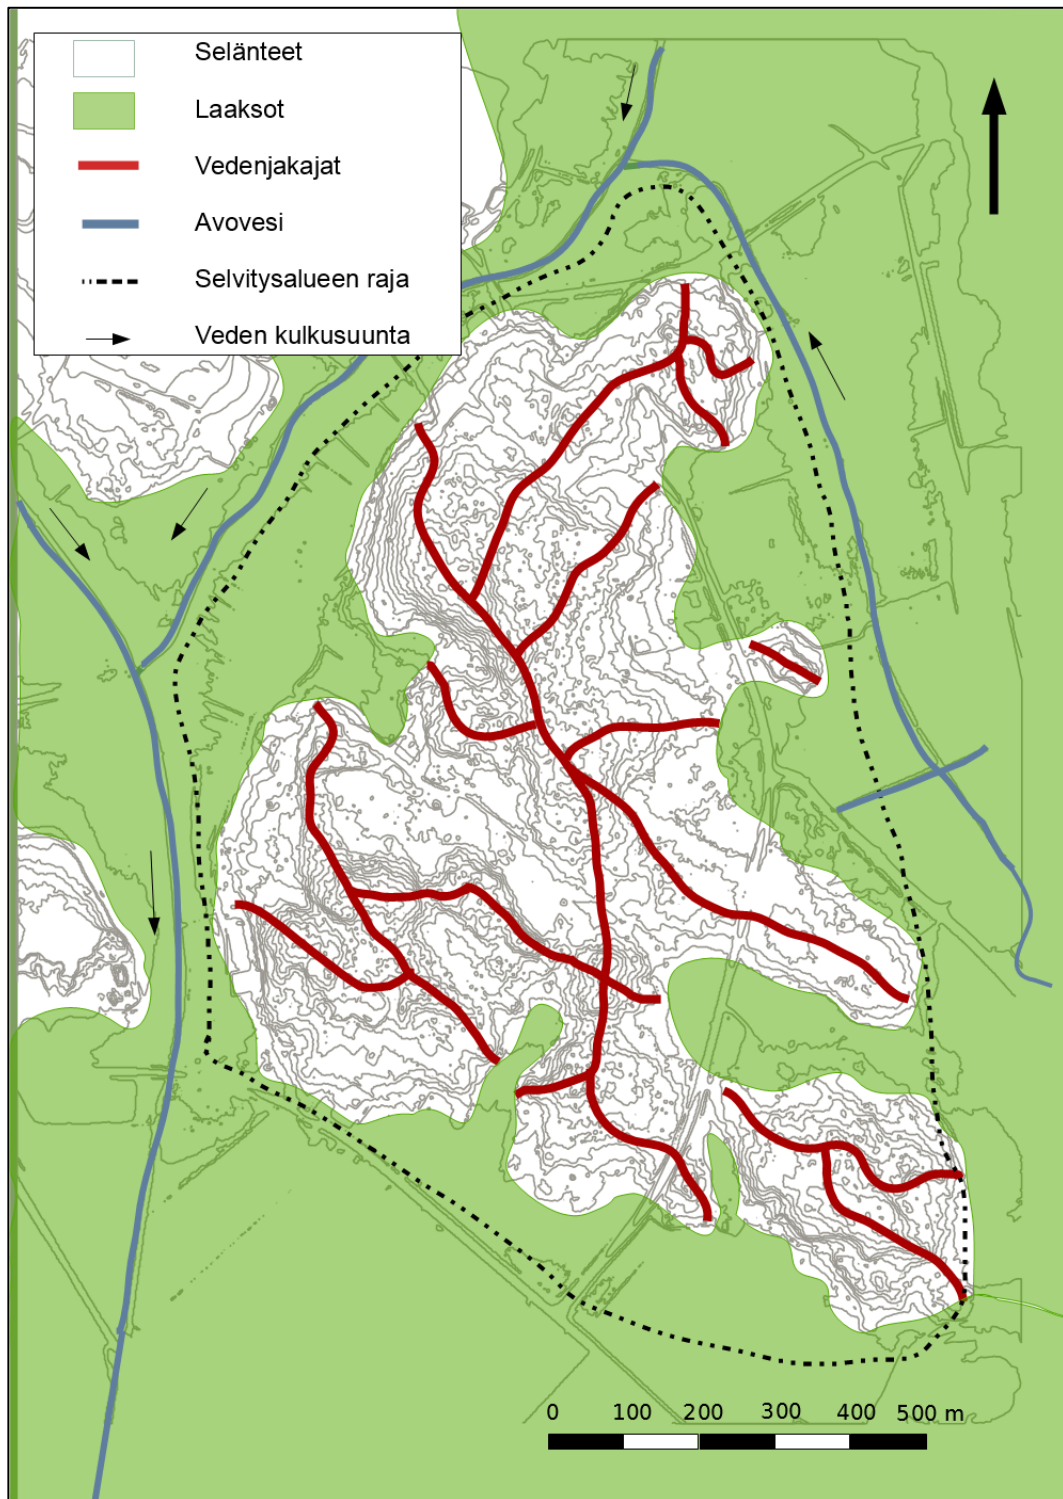 Selänteet
Laaksot
Vedenjakajat
Avovesi
Selvitysalueen raja
Veden kulkusuunta
0 100 200 300 400 500 m